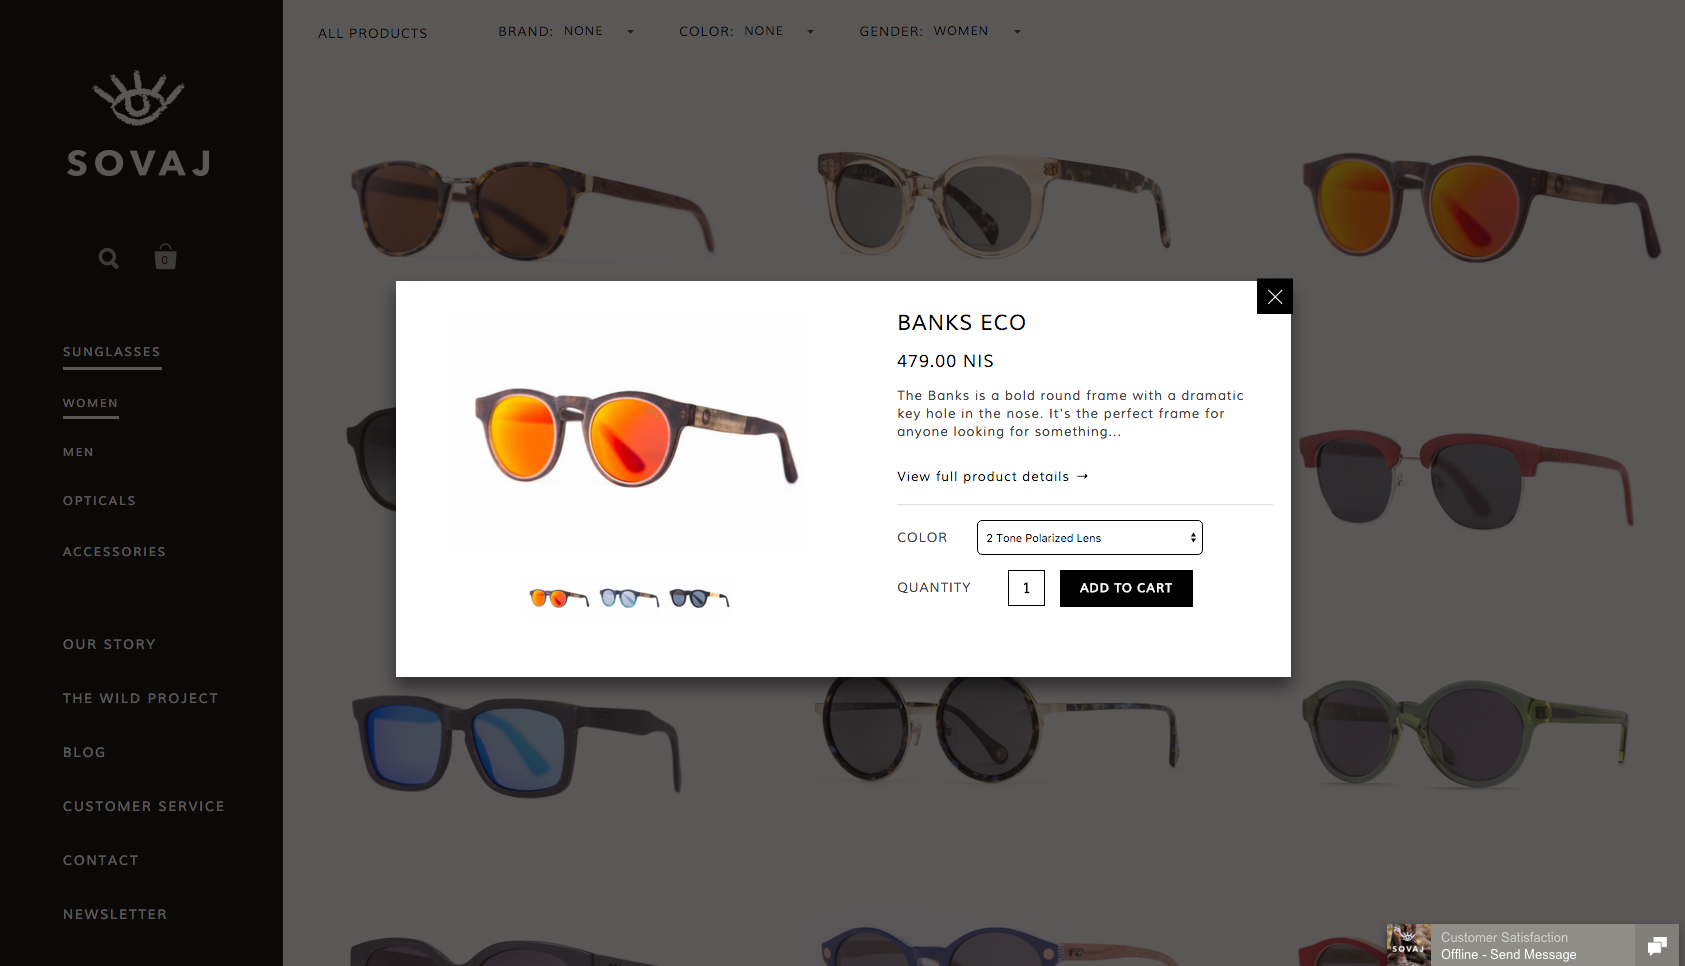 SOVAJ
0
SUNGLASSES
WOMEN
MEN
OPTICALS
ACCESSORIES
OUR STORY
THE WILD PROJECT
BLOG
CUSTOMER SERVICE
CONTACT
NEWSLETTER
ALL PRODUCTS
BRAND: NONE
COLOR: NONE
GENDER: WOMEN
BANKS ECO
479.00 NIS
The Banks is a bold round frame with a dramatic
key hole in the nose. It's the perfect frame for
anyone looking for something...
View full product details →
COLOR
2 Tone Polarized Lens
QUANTITY
1
ADD TO CART
SOVAJ
Customer Satisfaction
Offline - Send Message